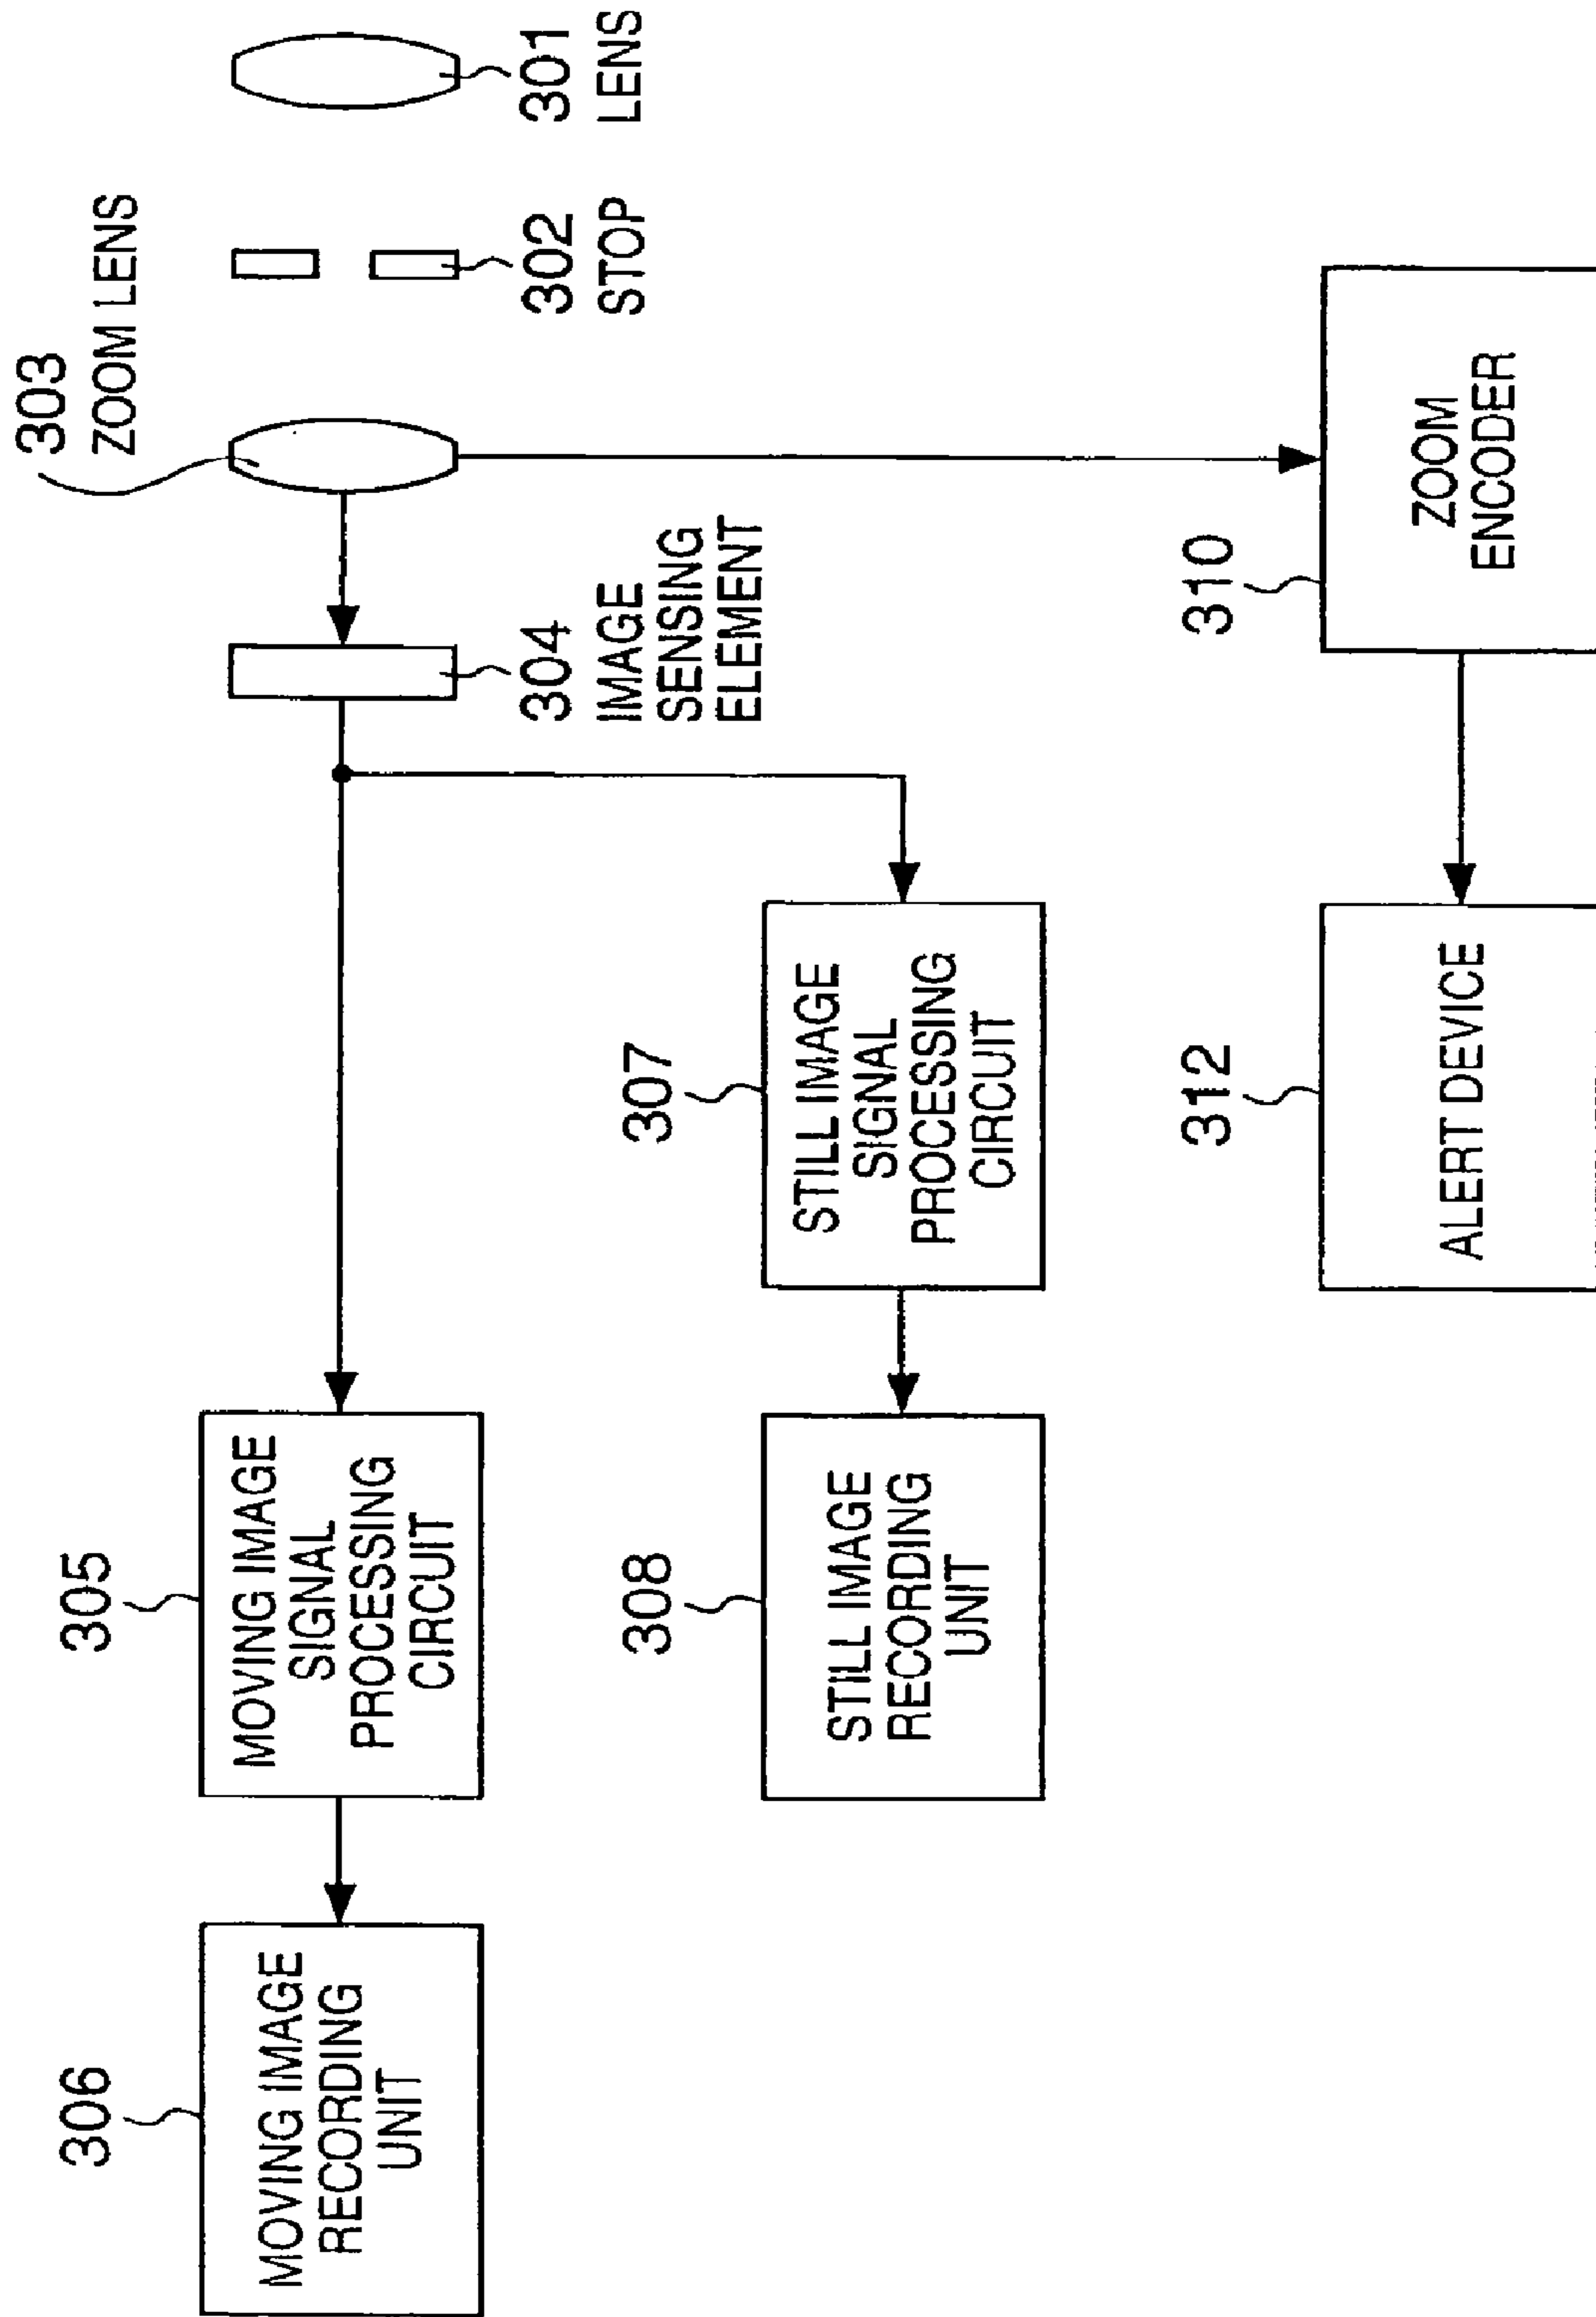 303
ZOOM LENS
301
LENS
302
STOP
304
IMAGE
SENSING
ELEMENT
305
MOVING IMAGE
SIGNAL
PROCESSING
CIRCUIT
306
MOVING IMAGE
RECORDING
UNIT
307
STILL IMAGE
SIGNAL
PROCESSING
CIRCUIT
308
STILL IMAGE
RECORDING
UNIT
310
ZOOM
ENCODER
312
ALERT DEVICE